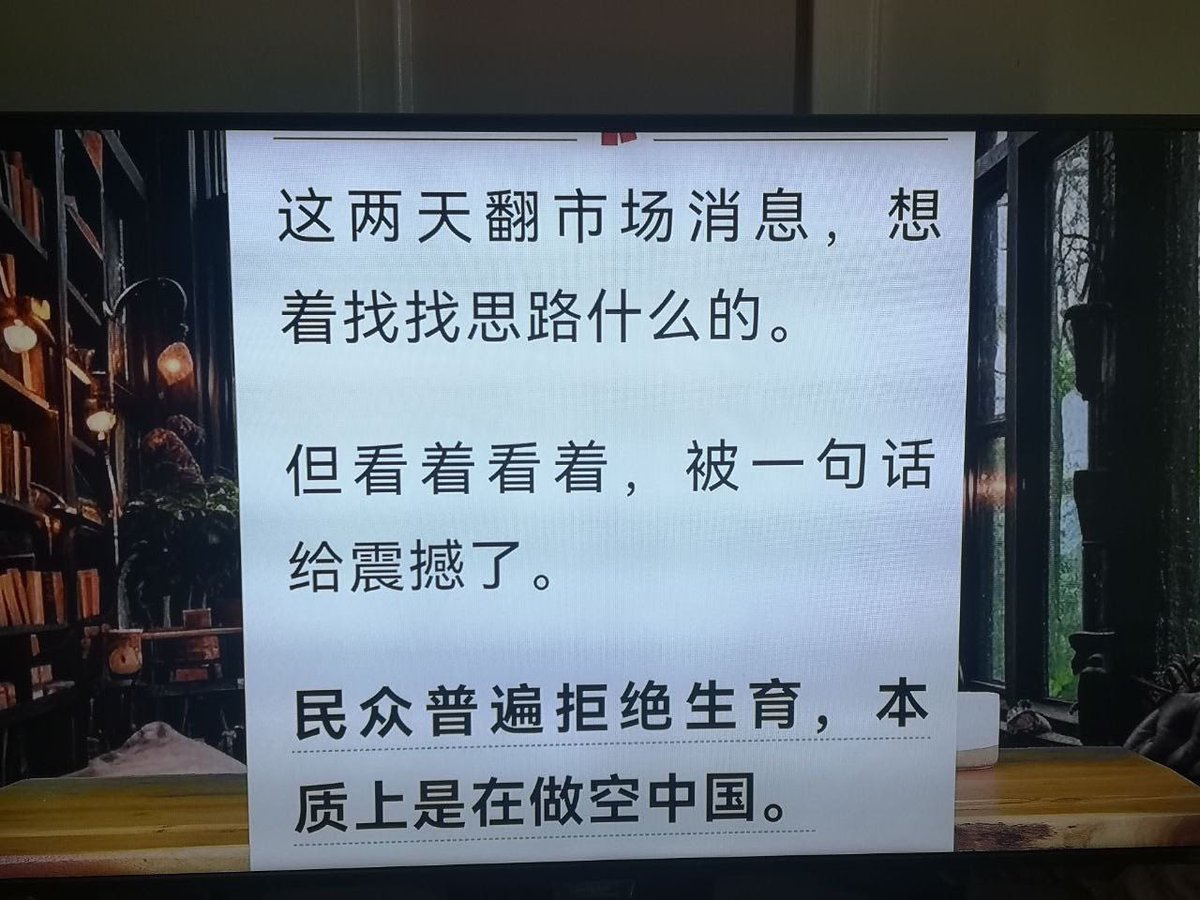 这两天翻市场消息，想
着找找思路什么的。
但看着看着，被一句话
给震撼了。
民众普遍拒绝生育，本
质上是在做空中国。